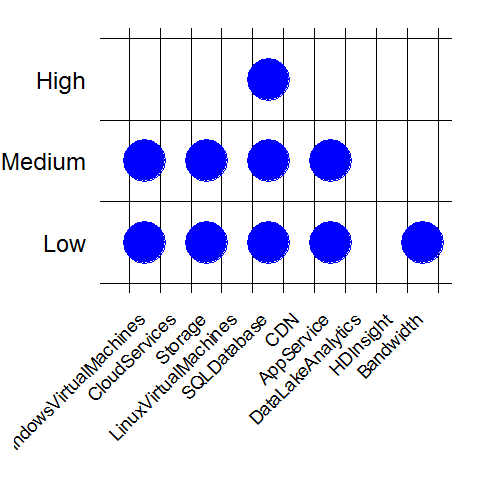 High
Medium
Low
ndowsVirtualMachines
CloudServices
Storage
LinuxVirtualMachines
SQLDatabase
CDN
AppService
DataLakeAnalytics
HDInsight
Bandwidth